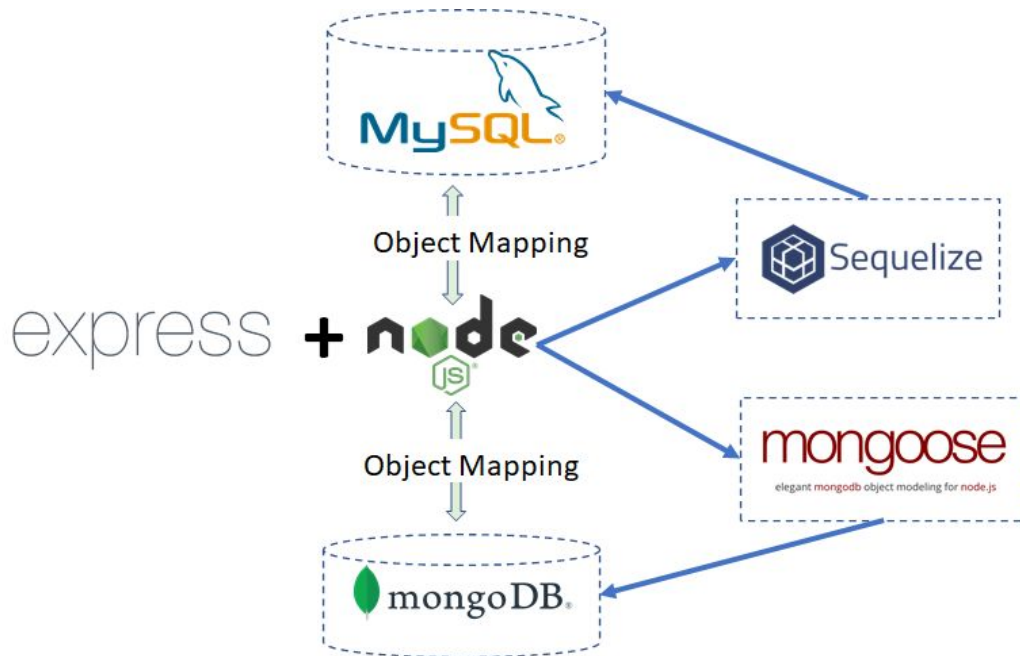 MySQL®
Object Mapping
Sequelize
express + node
JS®
Object Mapping
mongoose
elegant mongodb object modeling for node.js
mongoDB®